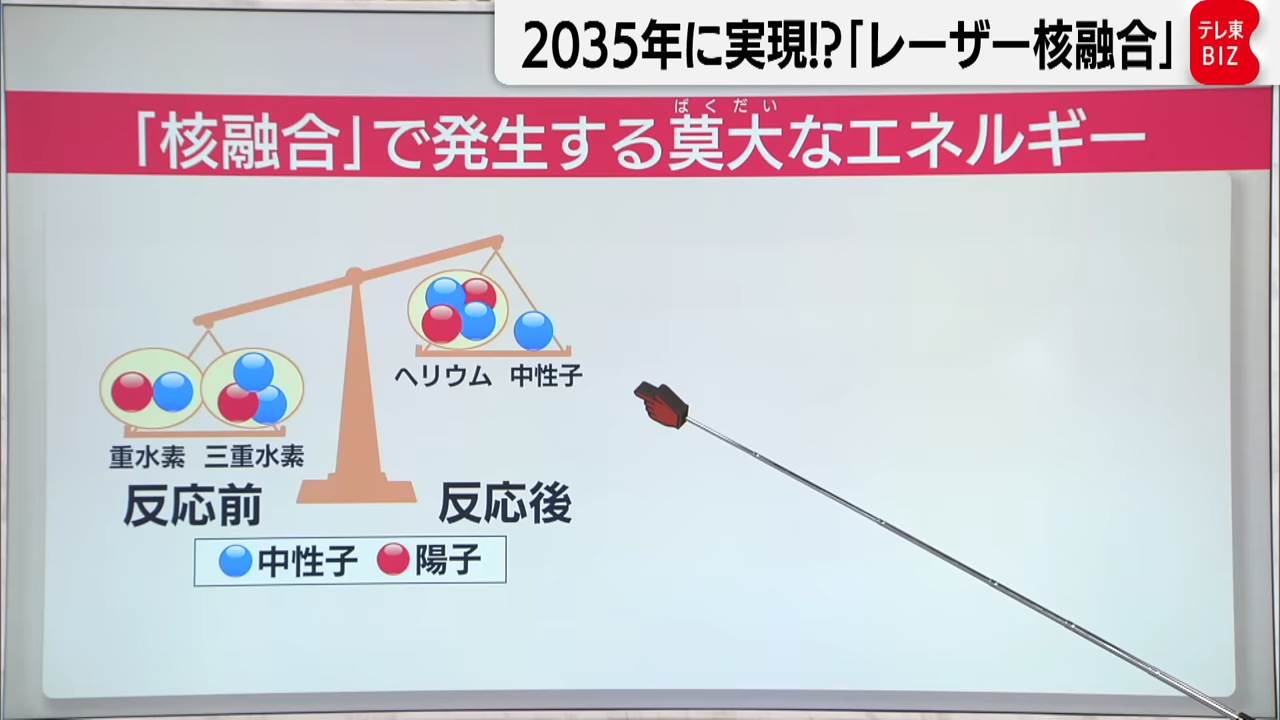 2035年に実現!?「レーザー核融合」
テレ東
BIZ
ばくだい
「核融合」で発生する莫大なエネルギー
ヘリウム 中性子
重水素 三重水素
反応前 反応後
中性子 陽子